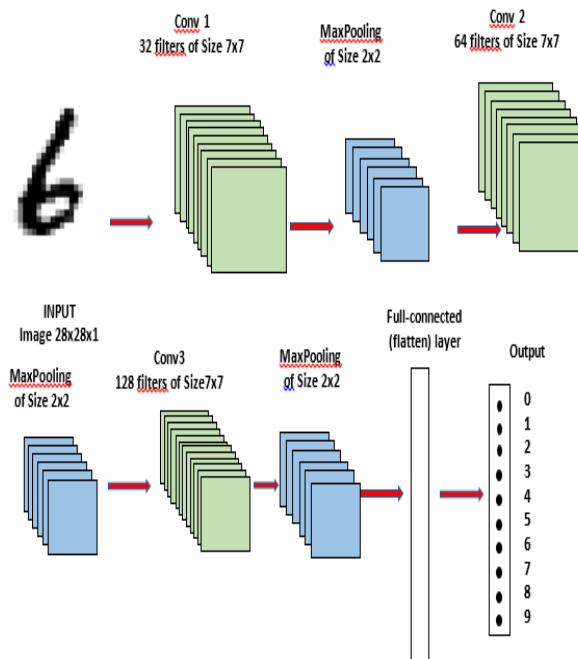 Conv 1
32 filters of Size 7x7
MaxPooling
of Size 2x2
Conv 2
64 filters of Size 7x7
6
INPUT
Image 28x28x1
MaxPooling
of Size 2x2
Conv3
128 filters of Size7x7
MaxPooling
of Size 2x2
Full-connected
(flatten) layer
Output
0
1
2
3
4
5
6
7
8
9